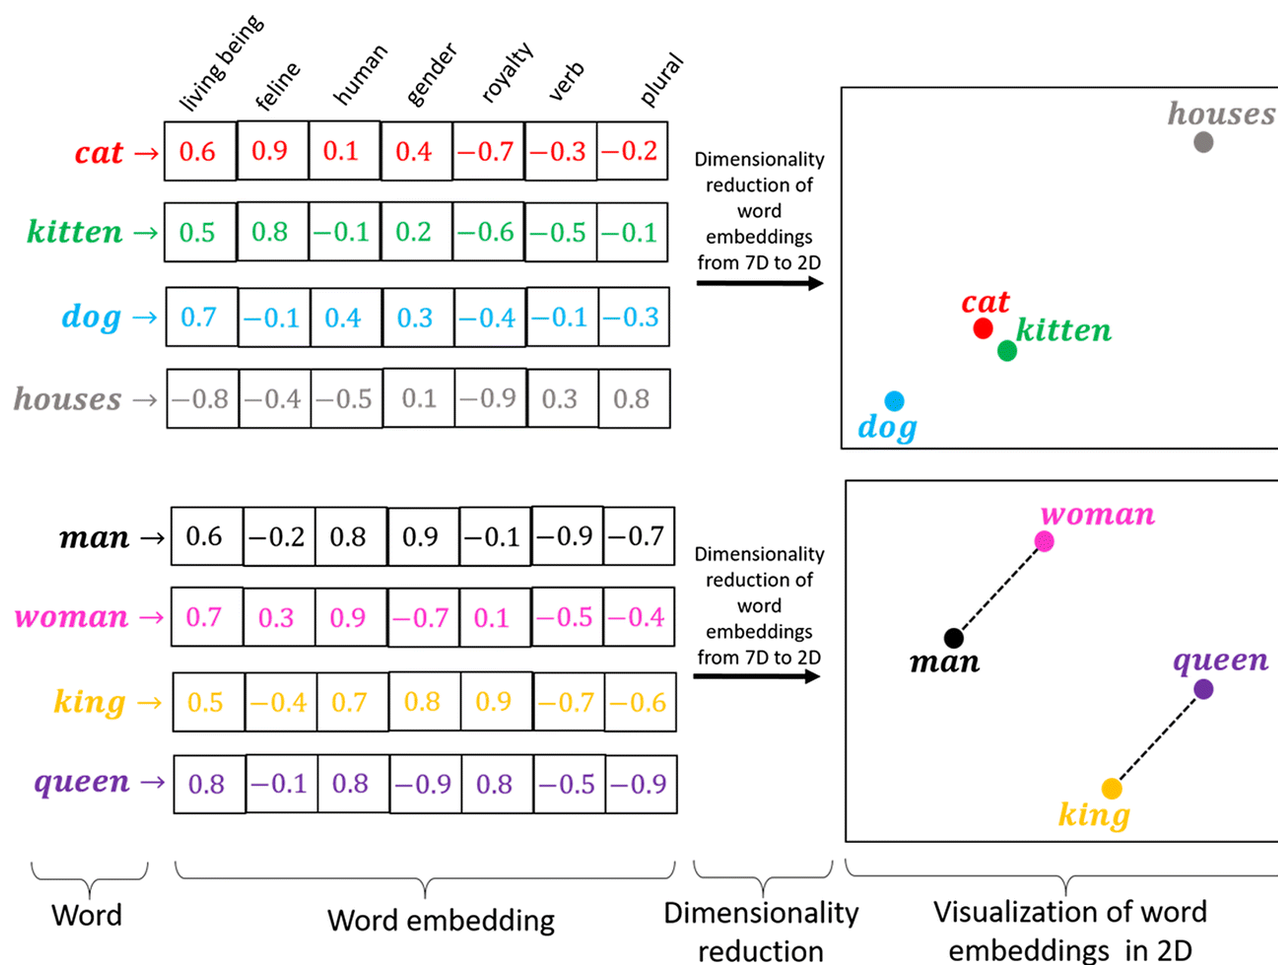 living being feline human gender royalty verb plural
cat → 0.6 0.9 0.1 0.4 −0.7 −0.3 −0.2
kitten → 0.5 0.8 −0.1 0.2 −0.6 −0.5 −0.1
dog → 0.7 −0.1 0.4 0.3 −0.4 −0.1 −0.3
houses → −0.8 −0.4 −0.5 0.1 −0.9 0.3 0.8
Dimensionality
reduction of
word
embeddings
from 7D to 2D
houses
cat
kitten
dog
man → 0.6 −0.2 0.8 0.9 −0.1 −0.9 −0.7
woman → 0.7 0.3 0.9 −0.7 0.1 −0.5 −0.4
king → 0.5 −0.4 0.7 0.8 0.9 −0.7 −0.6
queen → 0.8 −0.1 0.8 −0.9 0.8 −0.5 −0.9
Dimensionality
reduction of
word
embeddings
from 7D to 2D
woman
man
queen
king
Word
Word embedding
Dimensionality
reduction
Visualization of word
embeddings in 2D